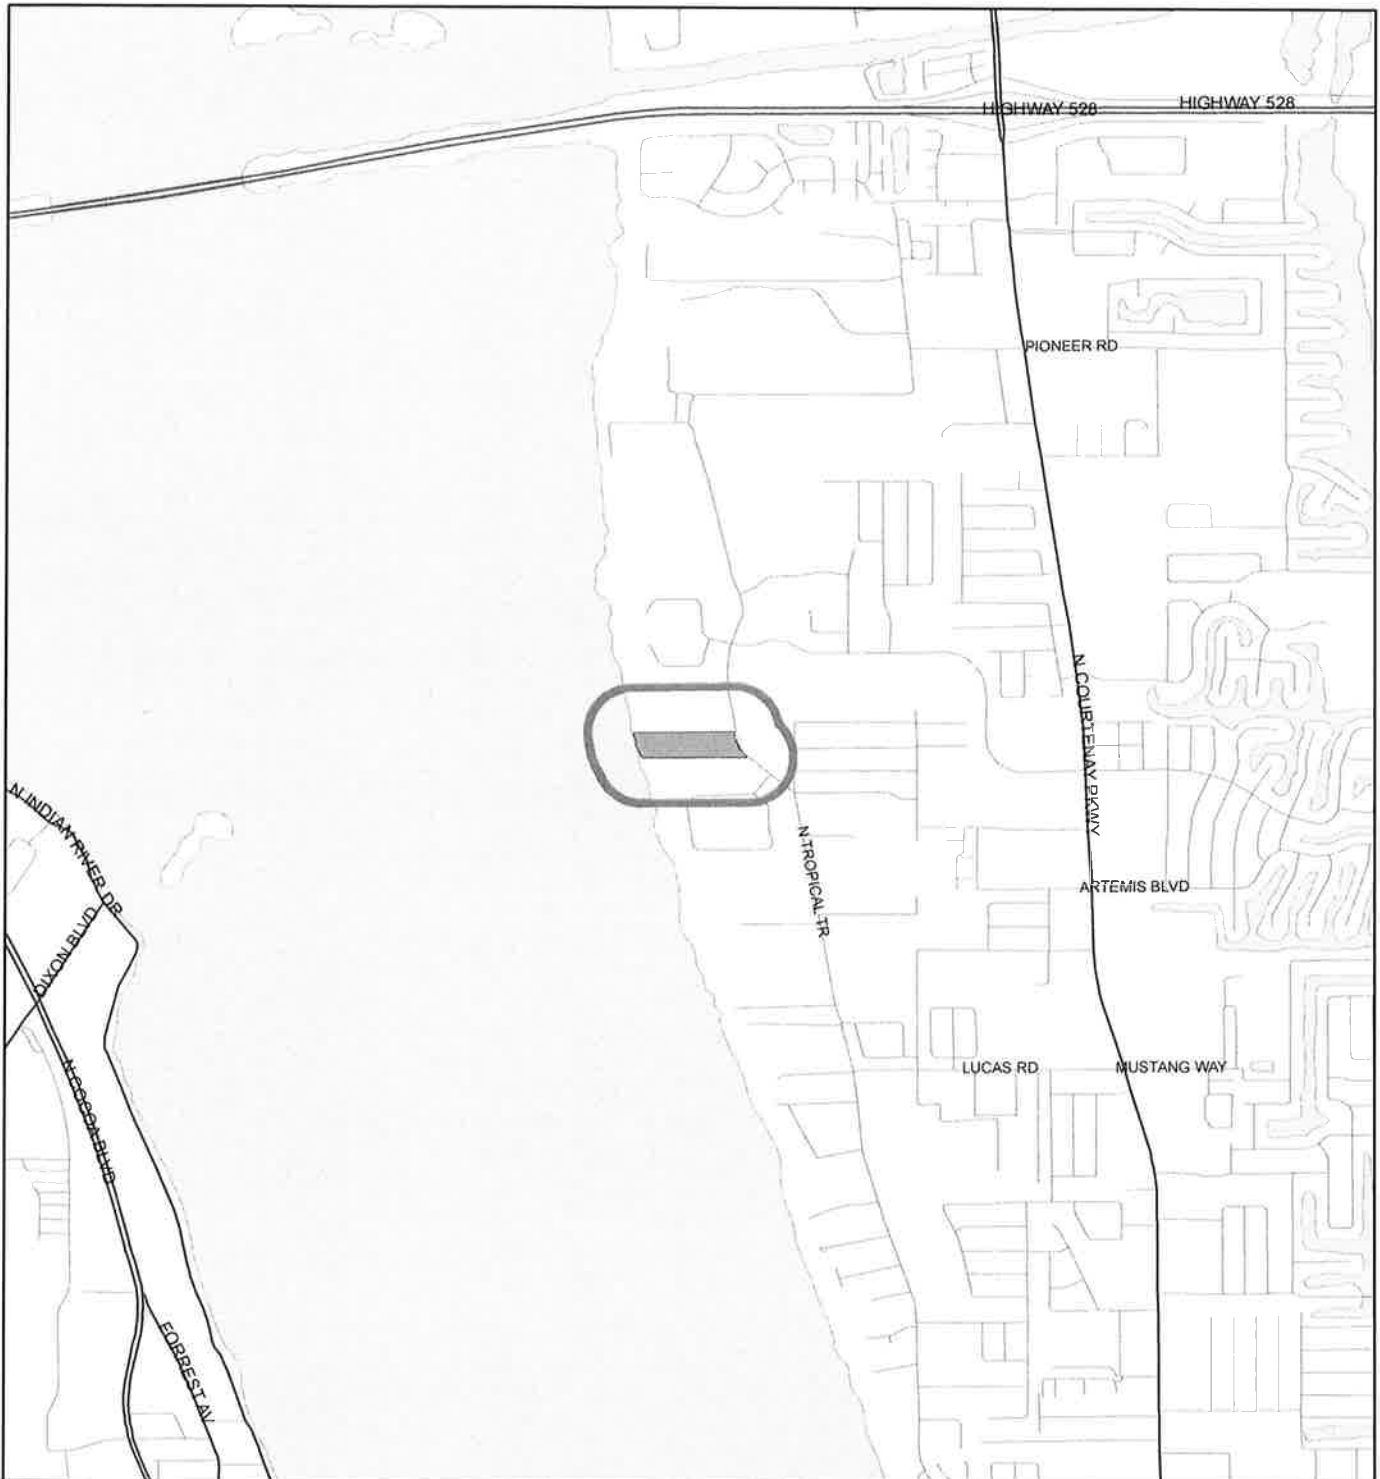 HIGHWAY 528
HIGHWAY 528
PIONEER RD
N COURTENAY PKWY
N INDIAN RIVER DR
DIXON BLVD
N TROPICAL TR
ARTEMIS BLVD
N COCOA BLVD
LUCAS RD
MUSTANG WAY
FORREST AV